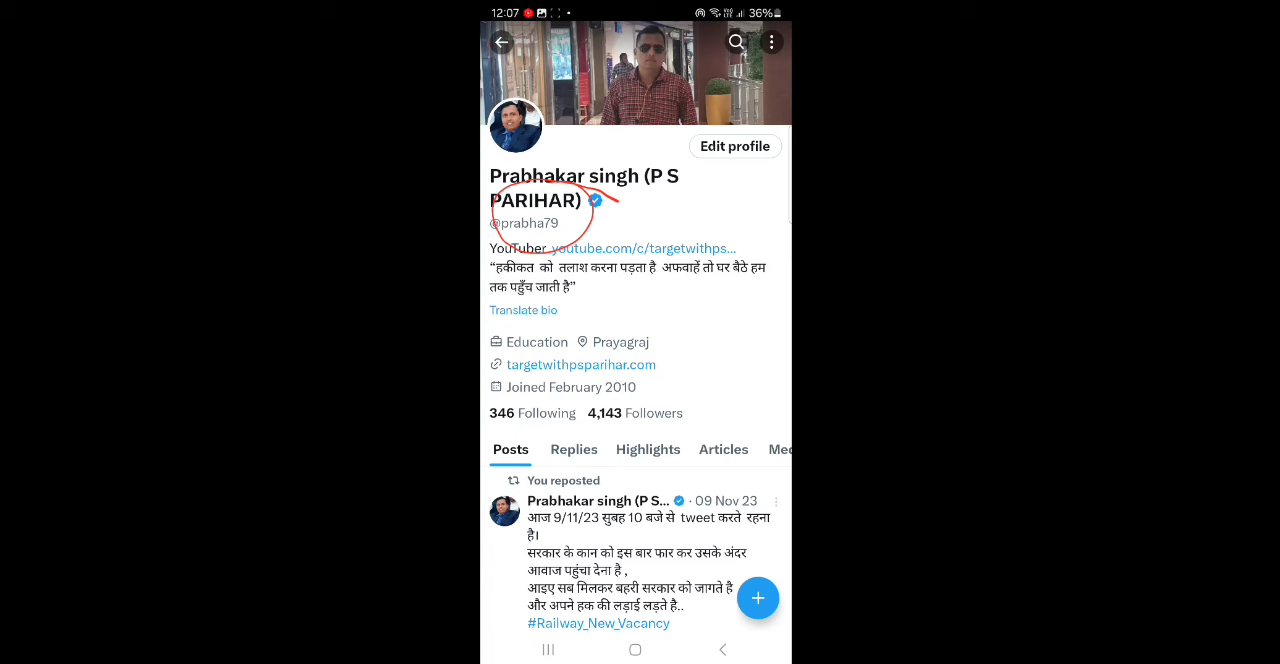 12:07
36%
Edit profile
Prabhakar singh (P S
PARIHAR)
@prabha79
YouTuber youtube.com/c/targetwithps...
“हकीकत को तलाश करना पड़ता है अफवाहें तो घर बैठे हम
तक पहुँच जाती है”
Translate bio
Education Prayagraj
targetwithpsparihar.com
Joined February 2010
346 Following 4,143 Followers
Posts Replies Highlights Articles Med
You reposted
Prabhakar singh (P S... · 09 Nov 23
आज 9/11/23 सुबह 10 बजे से tweet करते रहना
है।
सरकार के कान को इस बार फार कर उसके अंदर
आवाज पहुंचा देना है ,
आइए सब मिलकर बहरी सरकार को जागते है
और अपने हक की लड़ाई लड़ते है..
#Railway_New_Vacancy